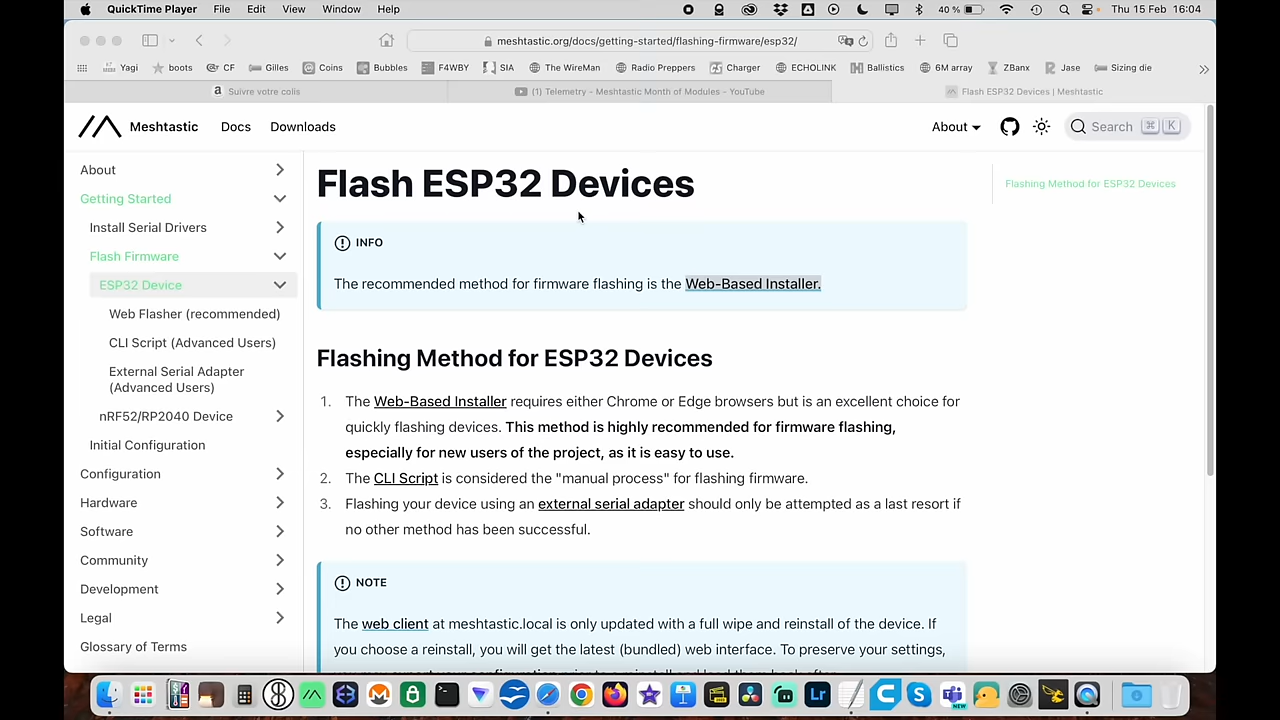 QuickTime Player File Edit View Window Help 40 % Thu 15 Feb 16:04
meshtastic.org/docs/getting-started/flashing-firmware/esp32/
Yagi boots CF Gilles Coins Bubbles F4WBY SIA The WireMan Radio Preppers Charger ECHOLINK Ballistics 6M array ZBanx Jase Sizing die
Suivre votre colis (1) Telemetry - Meshtastic Month of Modules - YouTube Flash ESP32 Devices | Meshtastic
Meshtastic Docs Downloads About Search ⌘ K
About
Getting Started
Install Serial Drivers
Flash Firmware
ESP32 Device
Web Flasher (recommended)
CLI Script (Advanced Users)
External Serial Adapter
(Advanced Users)
nRF52/RP2040 Device
Initial Configuration
Configuration
Hardware
Software
Community
Development
Legal
Glossary of Terms
Flash ESP32 Devices
INFO
The recommended method for firmware flashing is the Web-Based Installer.
Flashing Method for ESP32 Devices
1. The Web-Based Installer requires either Chrome or Edge browsers but is an excellent choice for
quickly flashing devices. This method is highly recommended for firmware flashing,
especially for new users of the project, as it is easy to use.
2. The CLI Script is considered the "manual process" for flashing firmware.
3. Flashing your device using an external serial adapter should only be attempted as a last resort if
no other method has been successful.
NOTE
The web client at meshtastic.local is only updated with a full wipe and reinstall of the device. If
you choose a reinstall, you will get the latest (bundled) web interface. To preserve your settings,
Flashing Method for ESP32 Devices
Lr
NEW